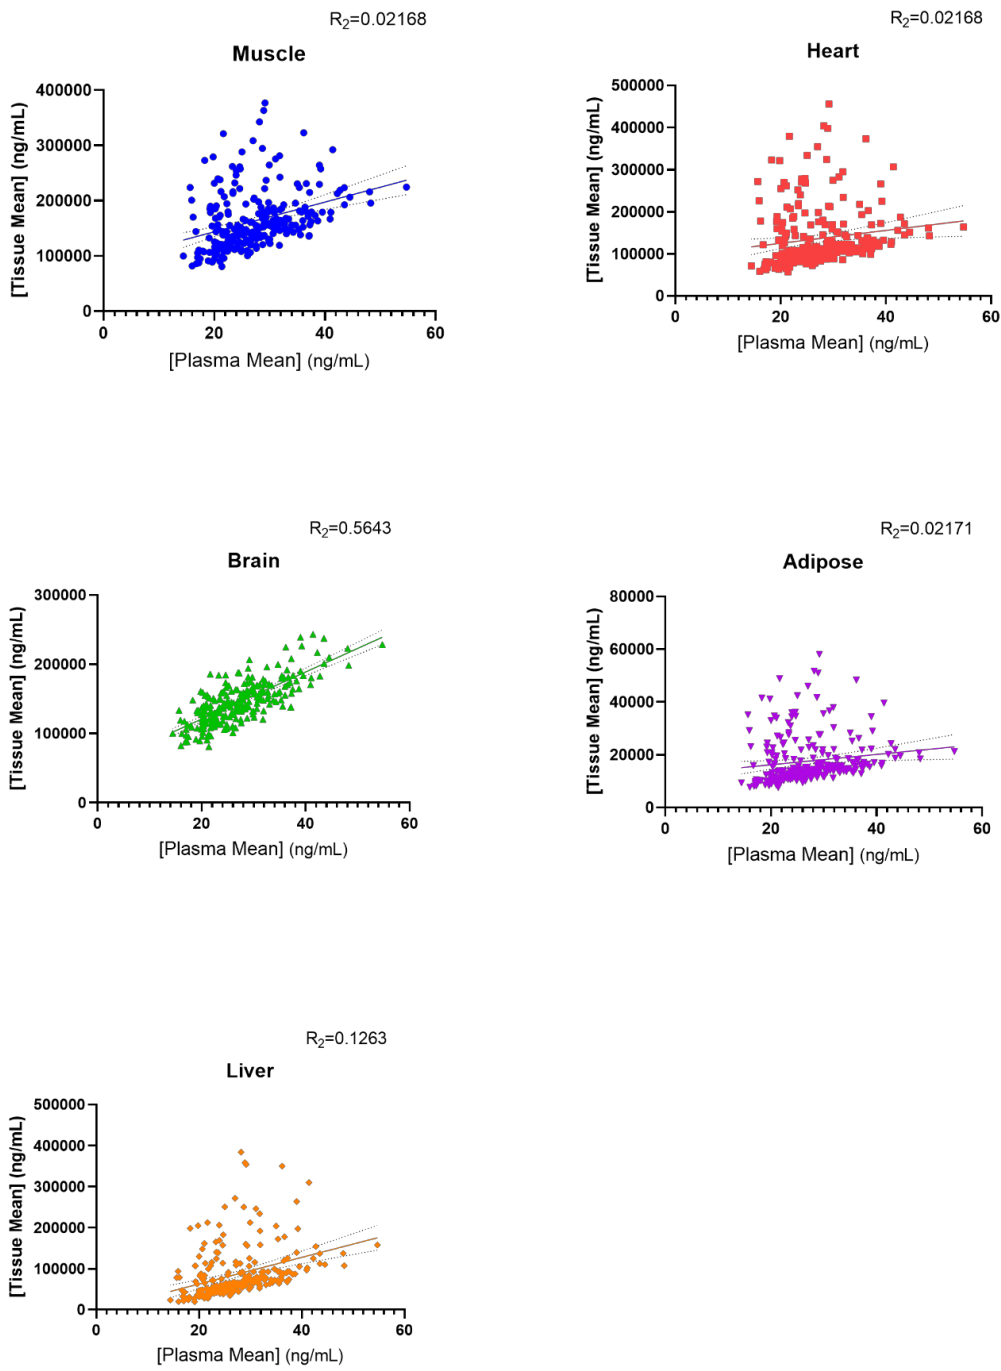 R2=0.02168
Muscle
[Tissue Mean] (ng/mL)
400000
300000
200000
100000
0
0 20 40 60
[Plasma Mean] (ng/mL)
R2=0.02168
Heart
[Tissue Mean] (ng/mL)
500000
400000
300000
200000
100000
0
0 20 40 60
[Plasma Mean] (ng/mL)
R2=0.5643
Brain
[Tissue Mean] (ng/mL)
300000
200000
100000
0
0 20 40 60
[Plasma Mean] (ng/mL)
R2=0.02171
Adipose
[Tissue Mean] (ng/mL)
80000
60000
40000
20000
0
0 20 40 60
[Plasma Mean] (ng/mL)
R2=0.1263
Liver
[Tissue Mean] (ng/mL)
500000
400000
300000
200000
100000
0
0 20 40 60
[Plasma Mean] (ng/mL)